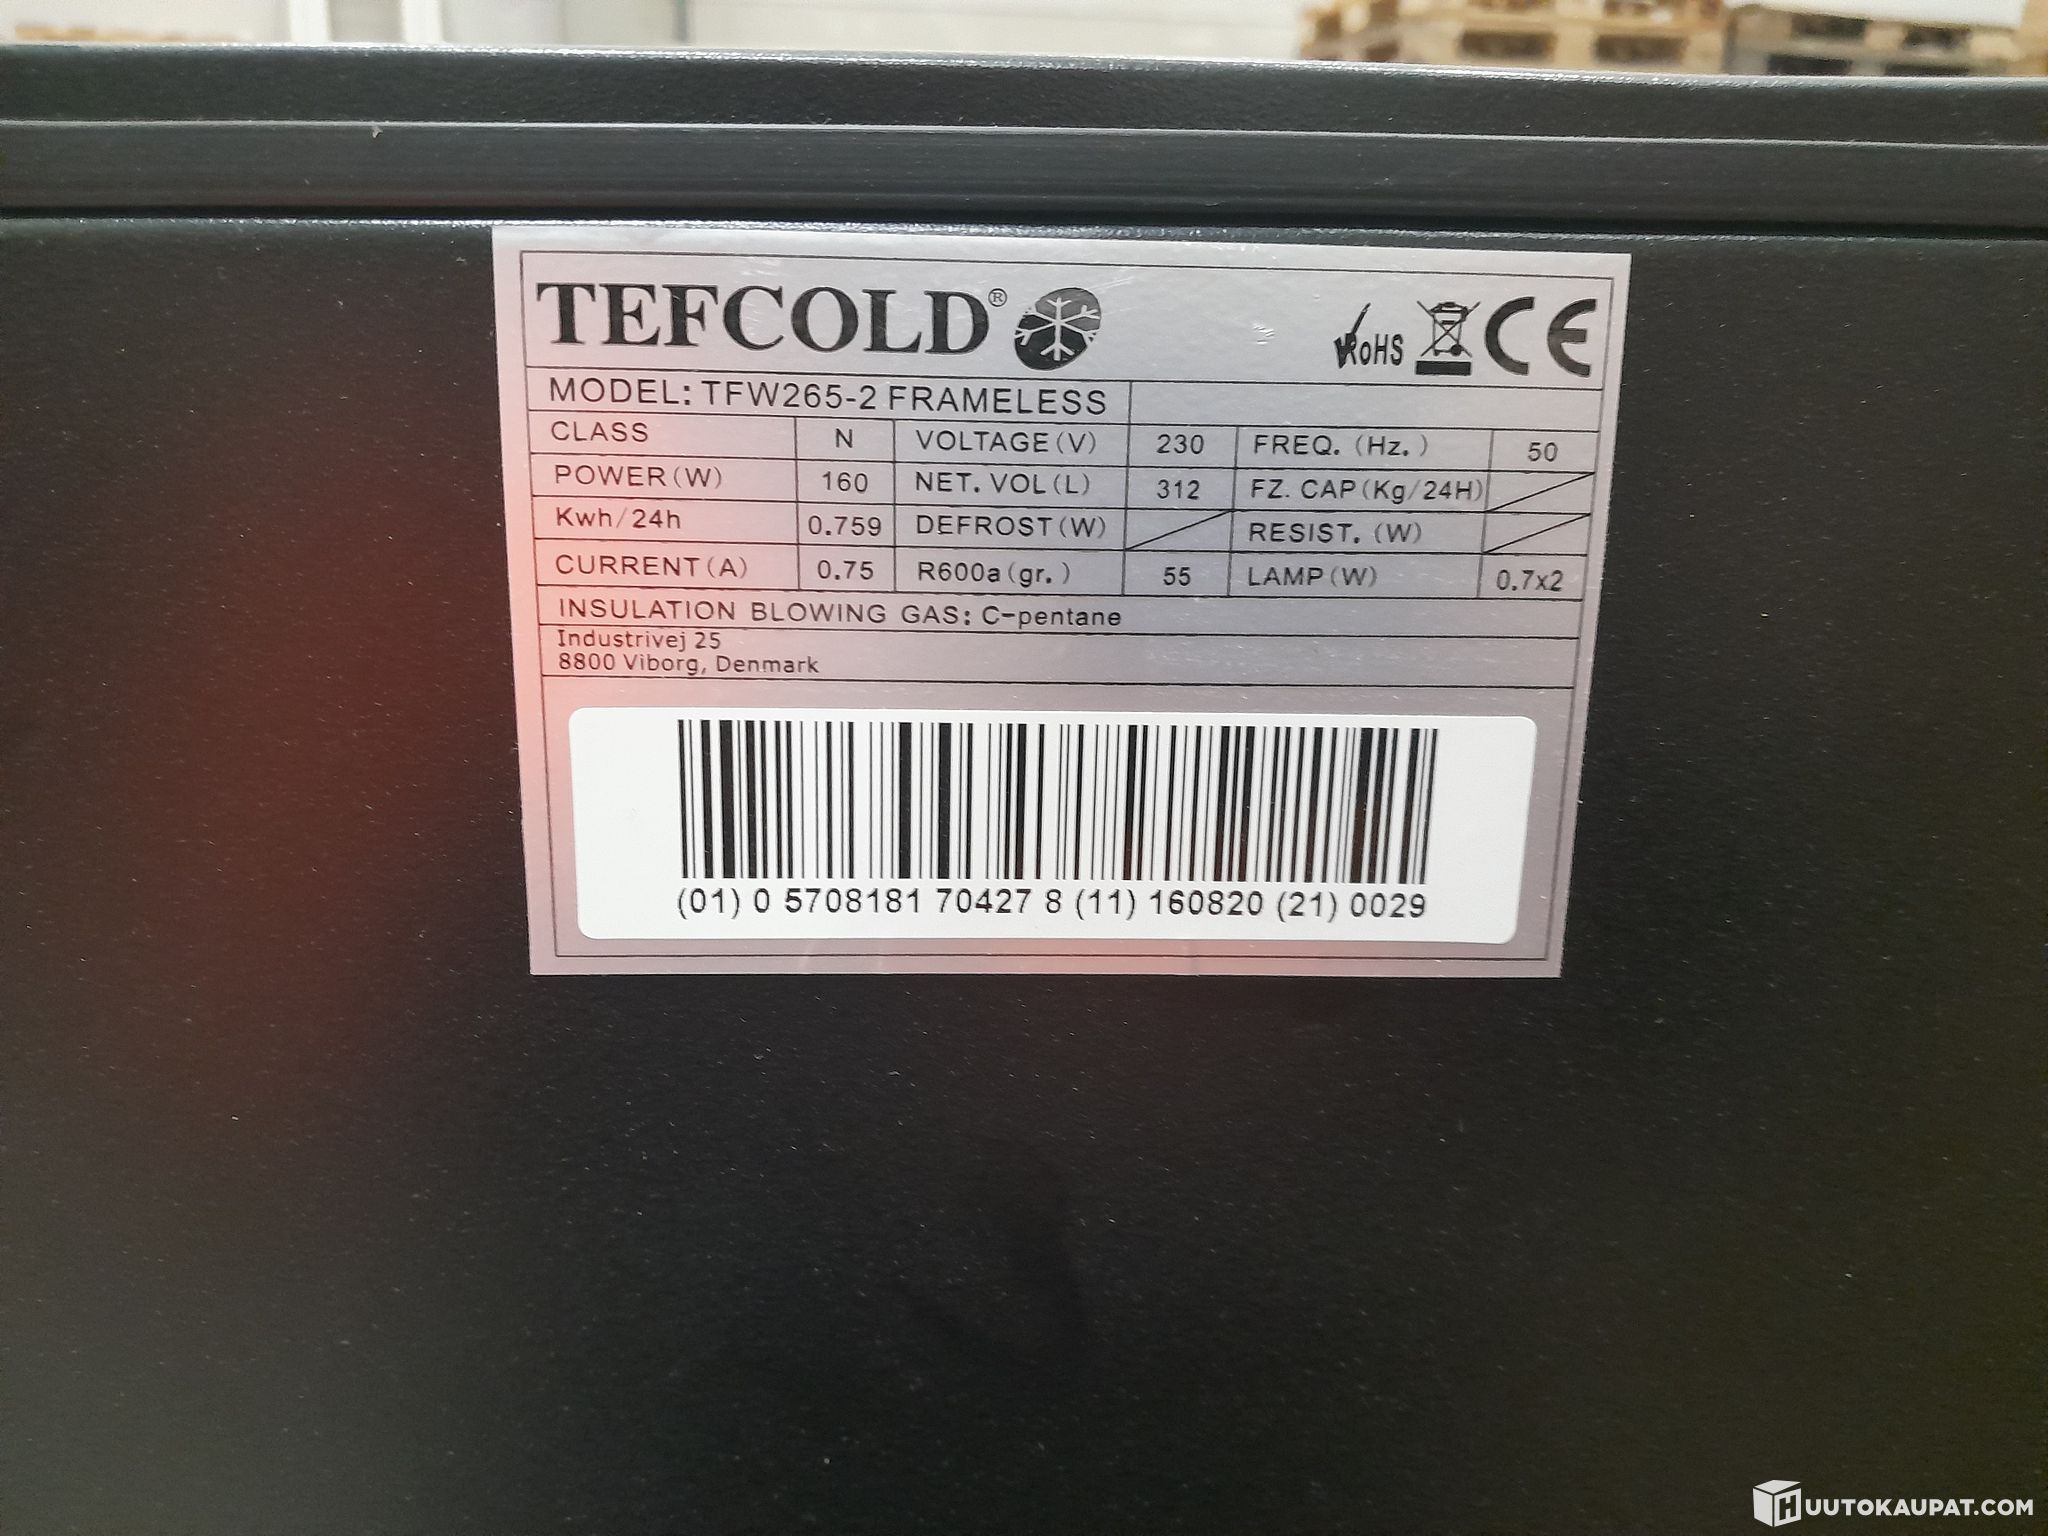 TEFCOLD®
RoHS CE
MODEL: TFW265-2 FRAMELESS
CLASS N VOLTAGE(V) 230 FREQ. (Hz.) 50
POWER(W) 160 NET. VOL(L) 312 FZ. CAP(Kg/24H)
Kwh/24h 0.759 DEFROST(W) RESIST. (W)
CURRENT(A) 0.75 R600a(gr.) 55 LAMP(W) 0.7x2
INSULATION BLOWING GAS: C-pentane
Industrivej 25
8800 Viborg, Denmark
(01) 0 5708181 70427 8 (11) 160820 (21) 0029
HUUTOKAUPAT.COM